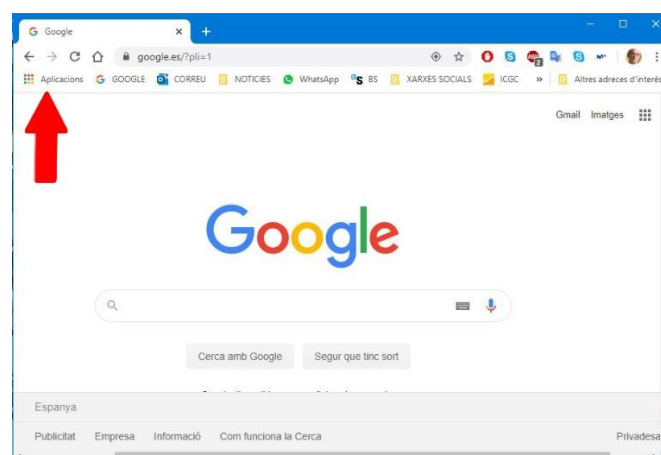 Google
google.es/?pli=1
Aplicacions GOOGLE CORREU NOTICIES WhatsApp BS XARXES SOCIALS ICGC » Altres adreces d'interès
Gmail Imatges
Google
Cerca amb Google Segur que tinc sort
Espanya
Publicitat Empresa Informació Com funciona la Cerca Privadesa